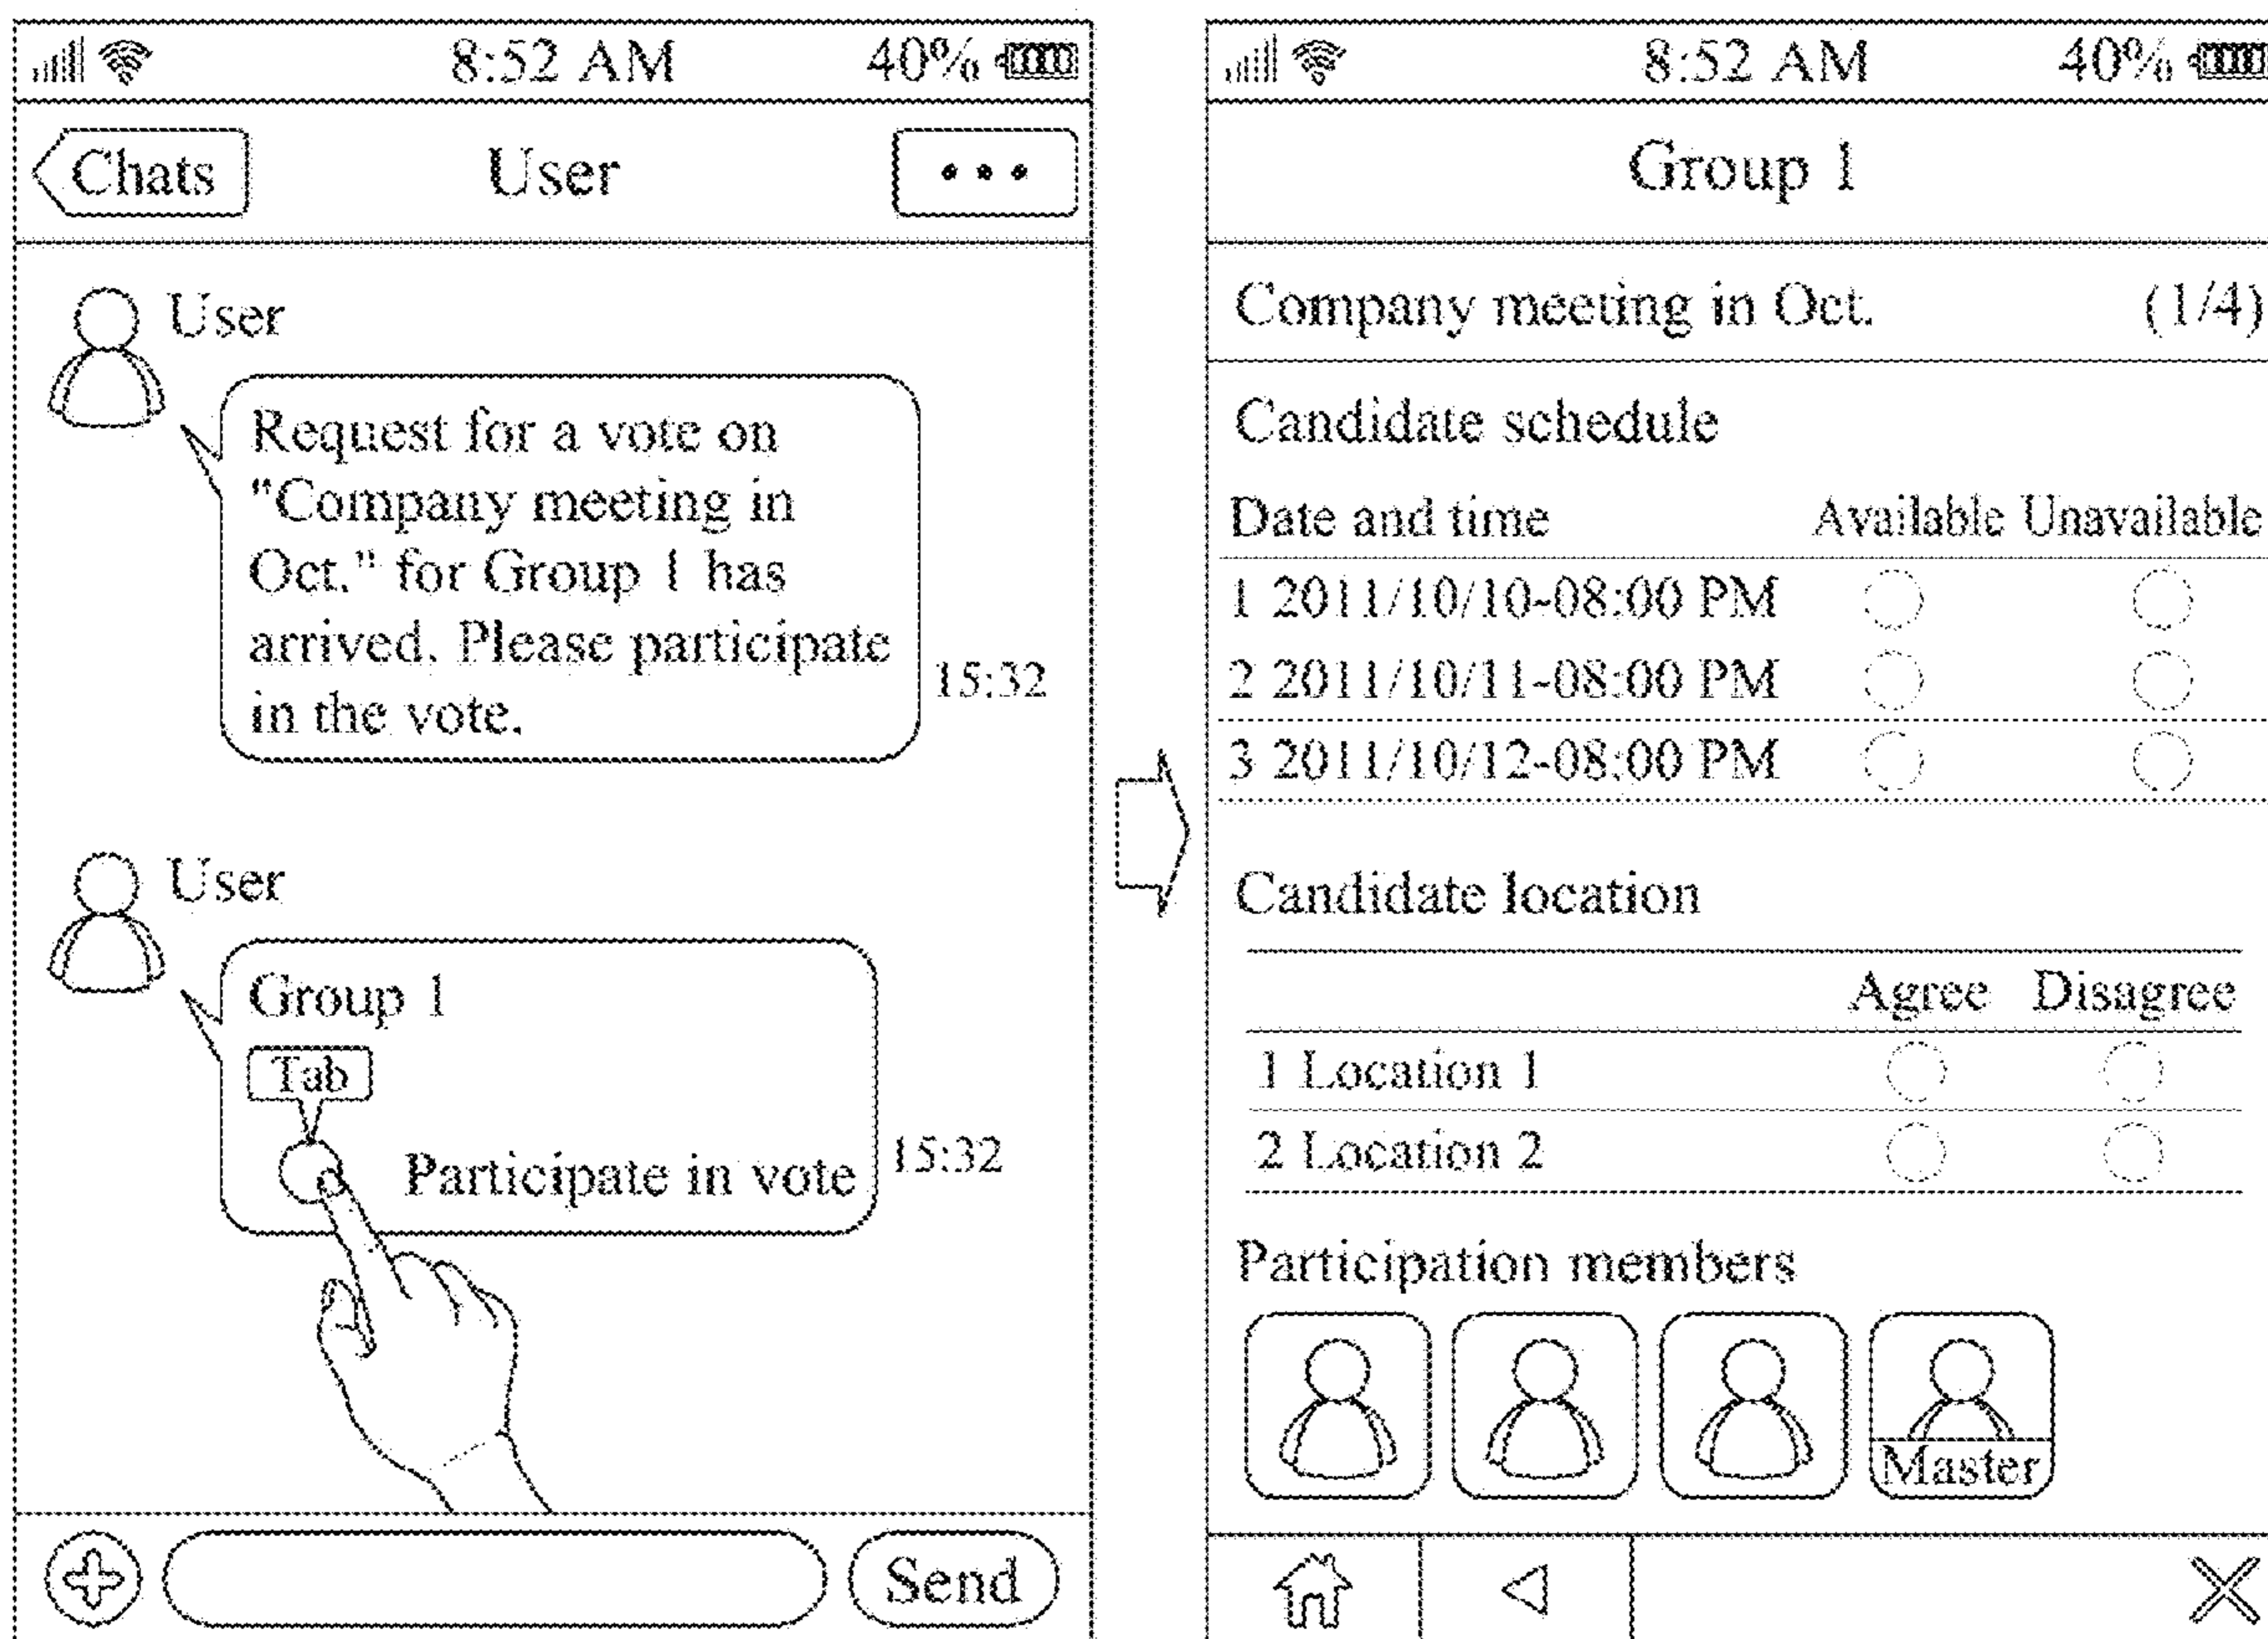 8:52 AM 40%
Chats User •••
User
Request for a vote on
"Company meeting in
Oct." for Group 1 has
arrived. Please participate
in the vote.
15:32
User
Group 1
Tab
Participate in vote
15:32
Send
8:52 AM 40%
Group 1
Company meeting in Oct. (1/4)
Candidate schedule
Date and time Available Unavailable
1 2011/10/10-08:00 PM
2 2011/10/11-08:00 PM
3 2011/10/12-08:00 PM
Candidate location
Agree Disagree
1 Location 1
2 Location 2
Participation members
Master